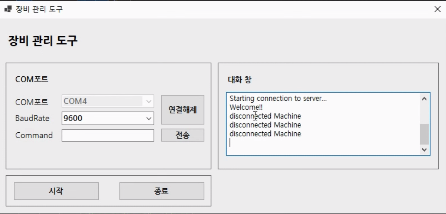 장비 관리 도구
장비 관리 도구
COM포트
COM포트
COM4
연결해제
BaudRate
9600
Command
전송
시작
종료
대화 창
Starting connection to server...
Welcome!!
disconnected Machine
disconnected Machine
disconnected Machine